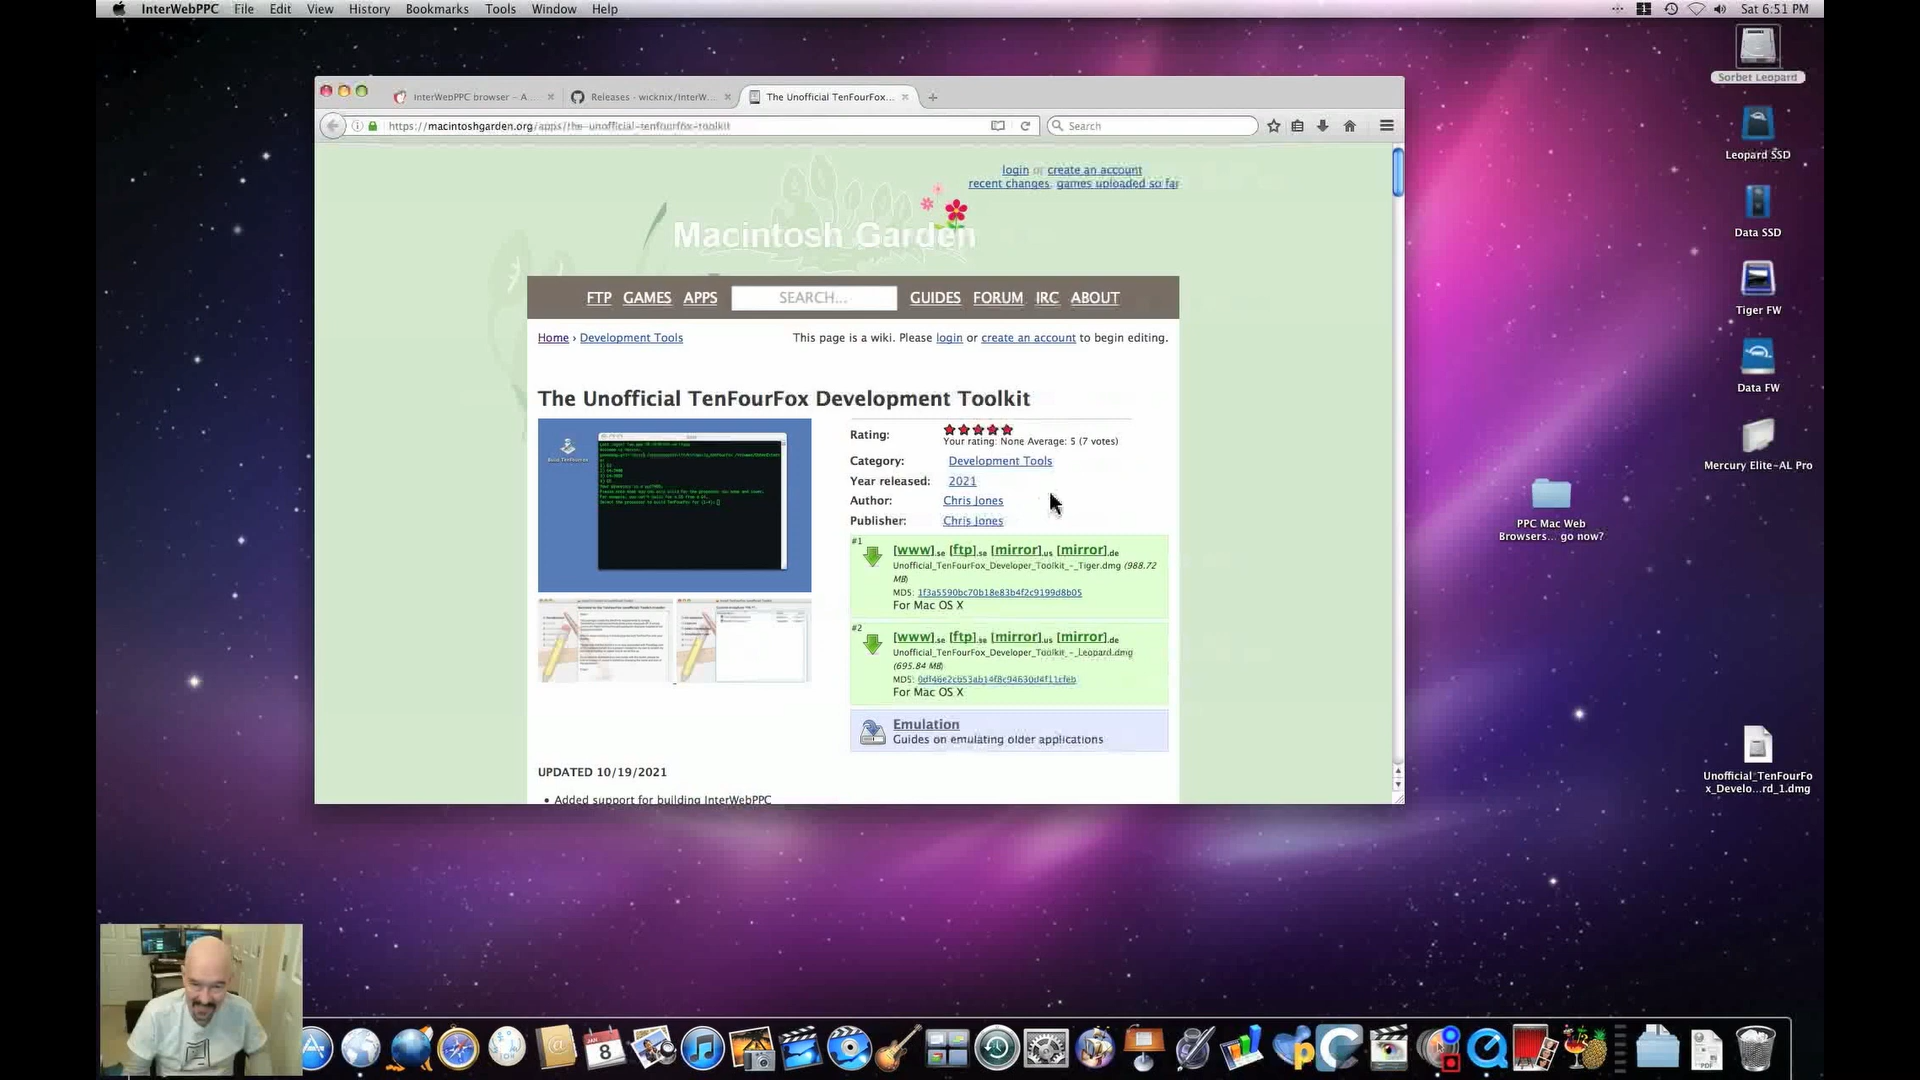 InterWebPPC File Edit View History Bookmarks Tools Window Help
1 Sat 6:51 PM
InterWebPPC browser – A...
Releases · wicknix/InterW...
The Unofficial TenFourFox...
https://macintoshgarden.org/apps/the-unofficial-tenfourfox-toolkit
Search
login or create an account
recent changes, games uploaded so far
Macintosh Garden
FTP GAMES APPS SEARCH... GUIDES FORUM IRC ABOUT
Home › Development Tools
This page is a wiki. Please login or create an account to begin editing.
The Unofficial TenFourFox Development Toolkit
Rating:
Your rating: None Average: 5 (7 votes)
Category: Development Tools
Year released: 2021
Author: Chris Jones
Publisher: Chris Jones
#1
[www].se [ftp].se [mirror].us [mirror].de
Unofficial_TenFourFox_Developer_Toolkit_-_Tiger.dmg (988.72
MB)
MD5: 1f3a5590bc70b18e83b4f2c9199d8b05
For Mac OS X
#2
[www].se [ftp].se [mirror].us [mirror].de
Unofficial_TenFourFox_Developer_Toolkit_-_Leopard.dmg
(695.84 MB)
MD5: 0df46e2cb53ab14f8c94630d4f11cfeb
For Mac OS X
Emulation
Guides on emulating older applications
UPDATED 10/19/2021
• Added support for building InterWebPPC
Sorbet Leopard
Leopard SSD
Data SSD
Tiger FW
Data FW
Mercury Elite-AL Pro
PPC Mac Web
Browsers... go now?
Unofficial_TenFourFo
x_Develo...rd_1.dmg
JAN
8
PDF